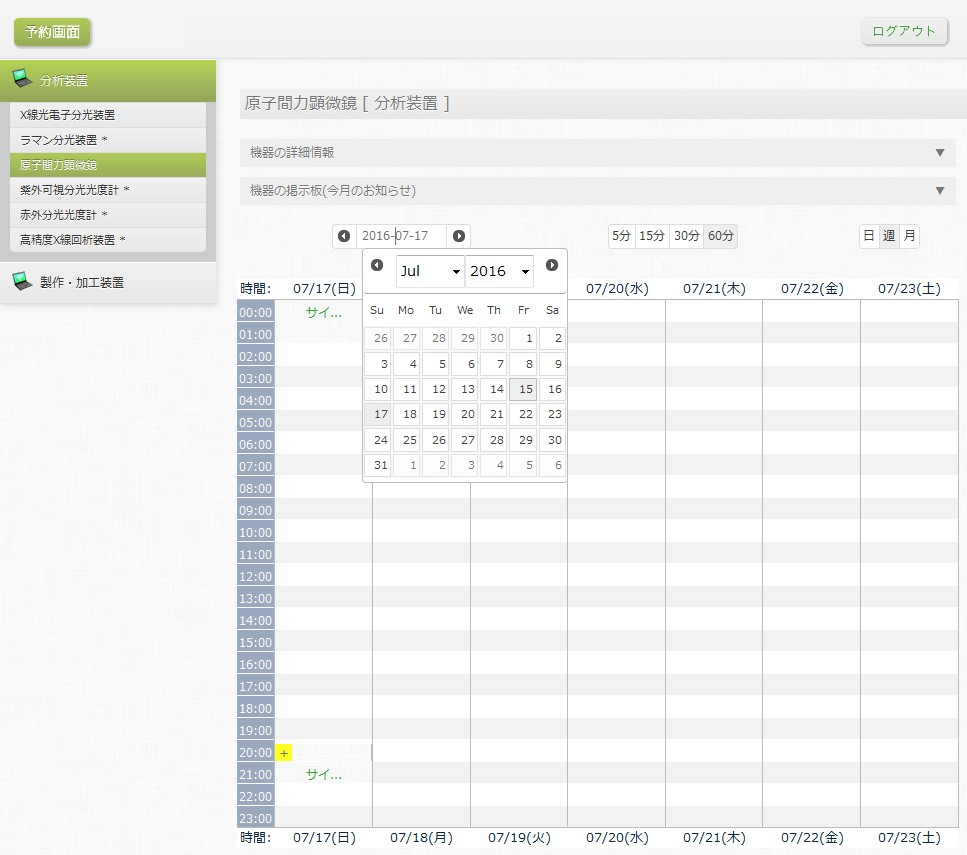 予約画面
ログアウト
分析装置
X線光電子分光装置
ラマン分光装置 *
原子間力顕微鏡
紫外可視分光光度計 *
赤外分光光度計 *
高精度X線回析装置 *
製作・加工装置
原子間力顕微鏡 [ 分析装置 ]
機器の詳細情報 ▼
機器の掲示板(今月のお知らせ) ▼
2016-07-17
5分 15分 30分 60分
日 週 月
Jul 2016
Su Mo Tu We Th Fr Sa
26 27 28 29 30 1 2
3 4 5 6 7 8 9
10 11 12 13 14 15 16
17 18 19 20 21 22 23
24 25 26 27 28 29 30
31 1 2 3 4 5 6
時間: 07/17(日) 07/20(水) 07/21(木) 07/22(金) 07/23(土)
00:00 サイ...
01:00
02:00
03:00
04:00
05:00
06:00
07:00
08:00
09:00
10:00
11:00
12:00
13:00
14:00
15:00
16:00
17:00
18:00
19:00
20:00 +
21:00 サイ...
22:00
23:00
時間: 07/17(日) 07/18(月) 07/19(火) 07/20(水) 07/21(木) 07/22(金) 07/23(土)